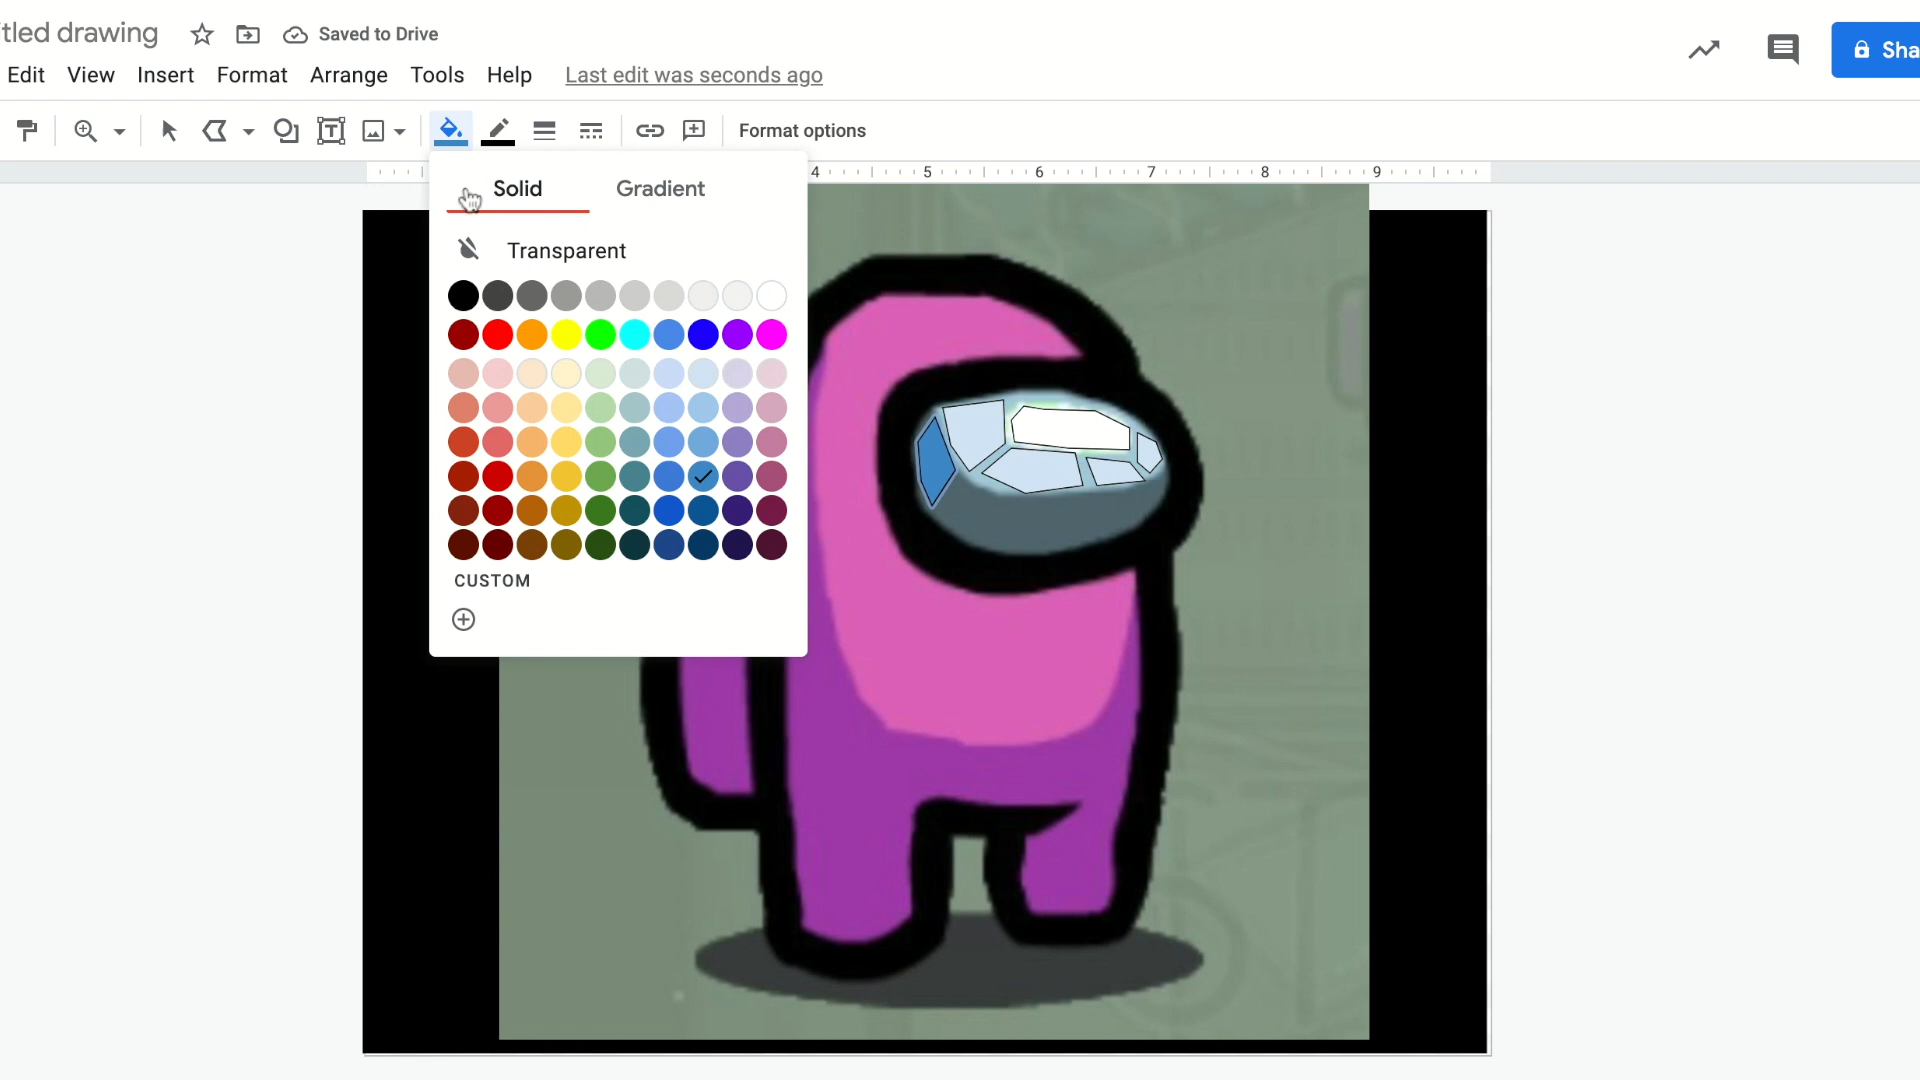 tled drawing
Saved to Drive
Edit View Insert Format Arrange Tools Help Last edit was seconds ago
Sha
Format options
4 5 6 7 8 9
Solid Gradient
Transparent
CUSTOM